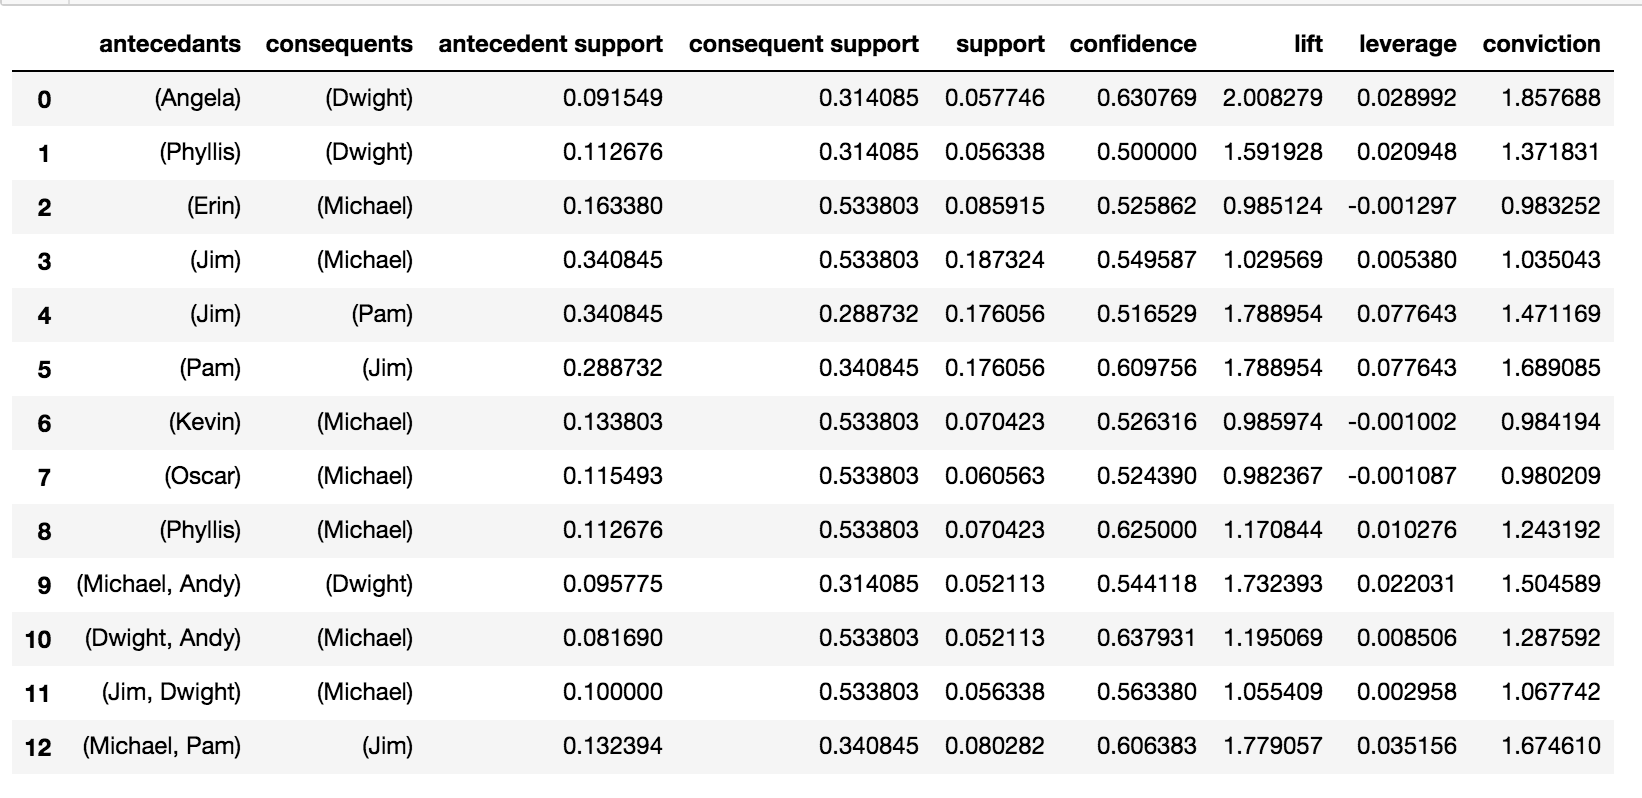 antecedants consequents antecedent support consequent support support confidence lift leverage conviction
0 (Angela) (Dwight) 0.091549 0.314085 0.057746 0.630769 2.008279 0.028992 1.857688
1 (Phyllis) (Dwight) 0.112676 0.314085 0.056338 0.500000 1.591928 0.020948 1.371831
2 (Erin) (Michael) 0.163380 0.533803 0.085915 0.525862 0.985124 -0.001297 0.983252
3 (Jim) (Michael) 0.340845 0.533803 0.187324 0.549587 1.029569 0.005380 1.035043
4 (Jim) (Pam) 0.340845 0.288732 0.176056 0.516529 1.788954 0.077643 1.471169
5 (Pam) (Jim) 0.288732 0.340845 0.176056 0.609756 1.788954 0.077643 1.689085
6 (Kevin) (Michael) 0.133803 0.533803 0.070423 0.526316 0.985974 -0.001002 0.984194
7 (Oscar) (Michael) 0.115493 0.533803 0.060563 0.524390 0.982367 -0.001087 0.980209
8 (Phyllis) (Michael) 0.112676 0.533803 0.070423 0.625000 1.170844 0.010276 1.243192
9 (Michael, Andy) (Dwight) 0.095775 0.314085 0.052113 0.544118 1.732393 0.022031 1.504589
10 (Dwight, Andy) (Michael) 0.081690 0.533803 0.052113 0.637931 1.195069 0.008506 1.287592
11 (Jim, Dwight) (Michael) 0.100000 0.533803 0.056338 0.563380 1.055409 0.002958 1.067742
12 (Michael, Pam) (Jim) 0.132394 0.340845 0.080282 0.606383 1.779057 0.035156 1.674610